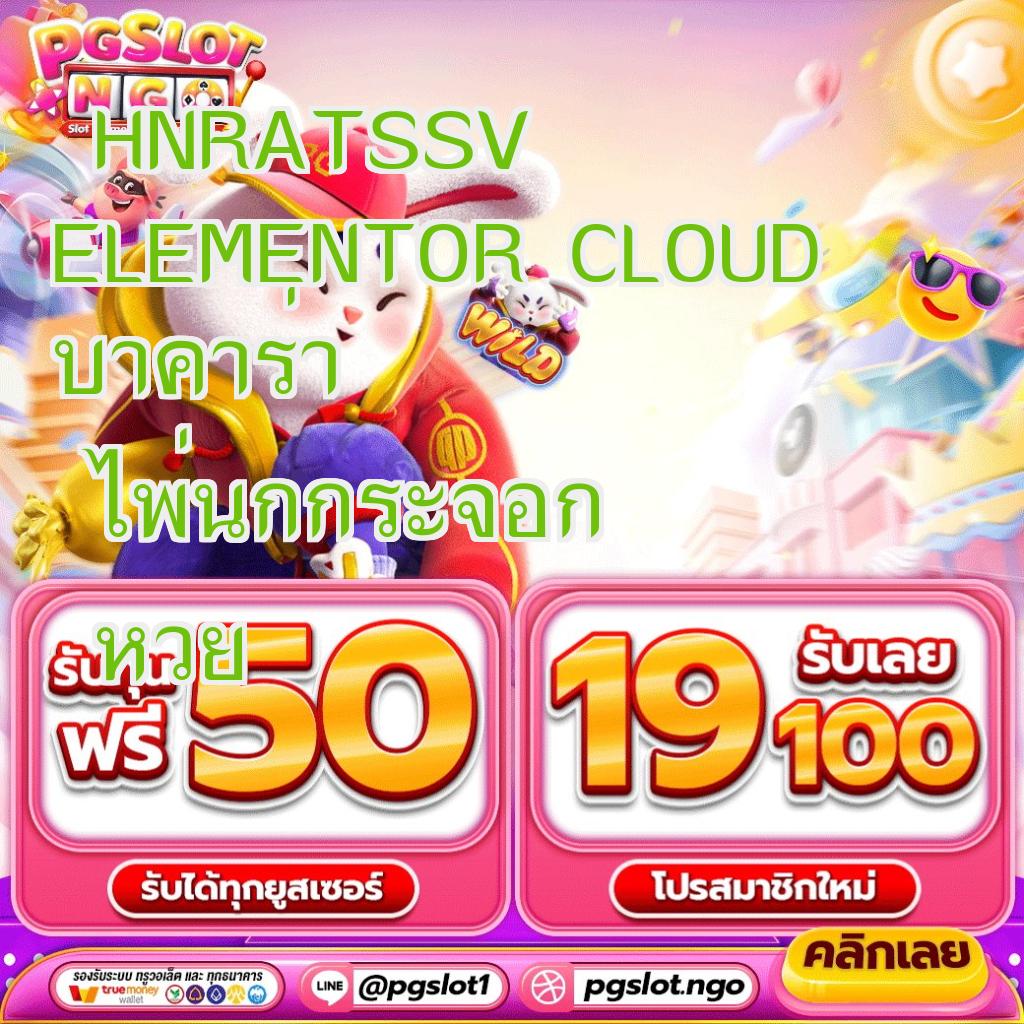 PGSLOT
NGO
HNRATSSV
ELEMENTOR CLOUD
WILD
บาคาร่า
ไพ่นกกระจอก
หวย
รับทุน
ฟรี
50
รับได้ทุกยูสเซอร์
19
รับเลย
100
โปรสมาชิกใหม่
คลิกเลย
รองรับระบบ ทรูวอเล็ต และ ทุกธนาคาร
truemoney
wallet
LINE
@pgslot1
pgslot.ngo